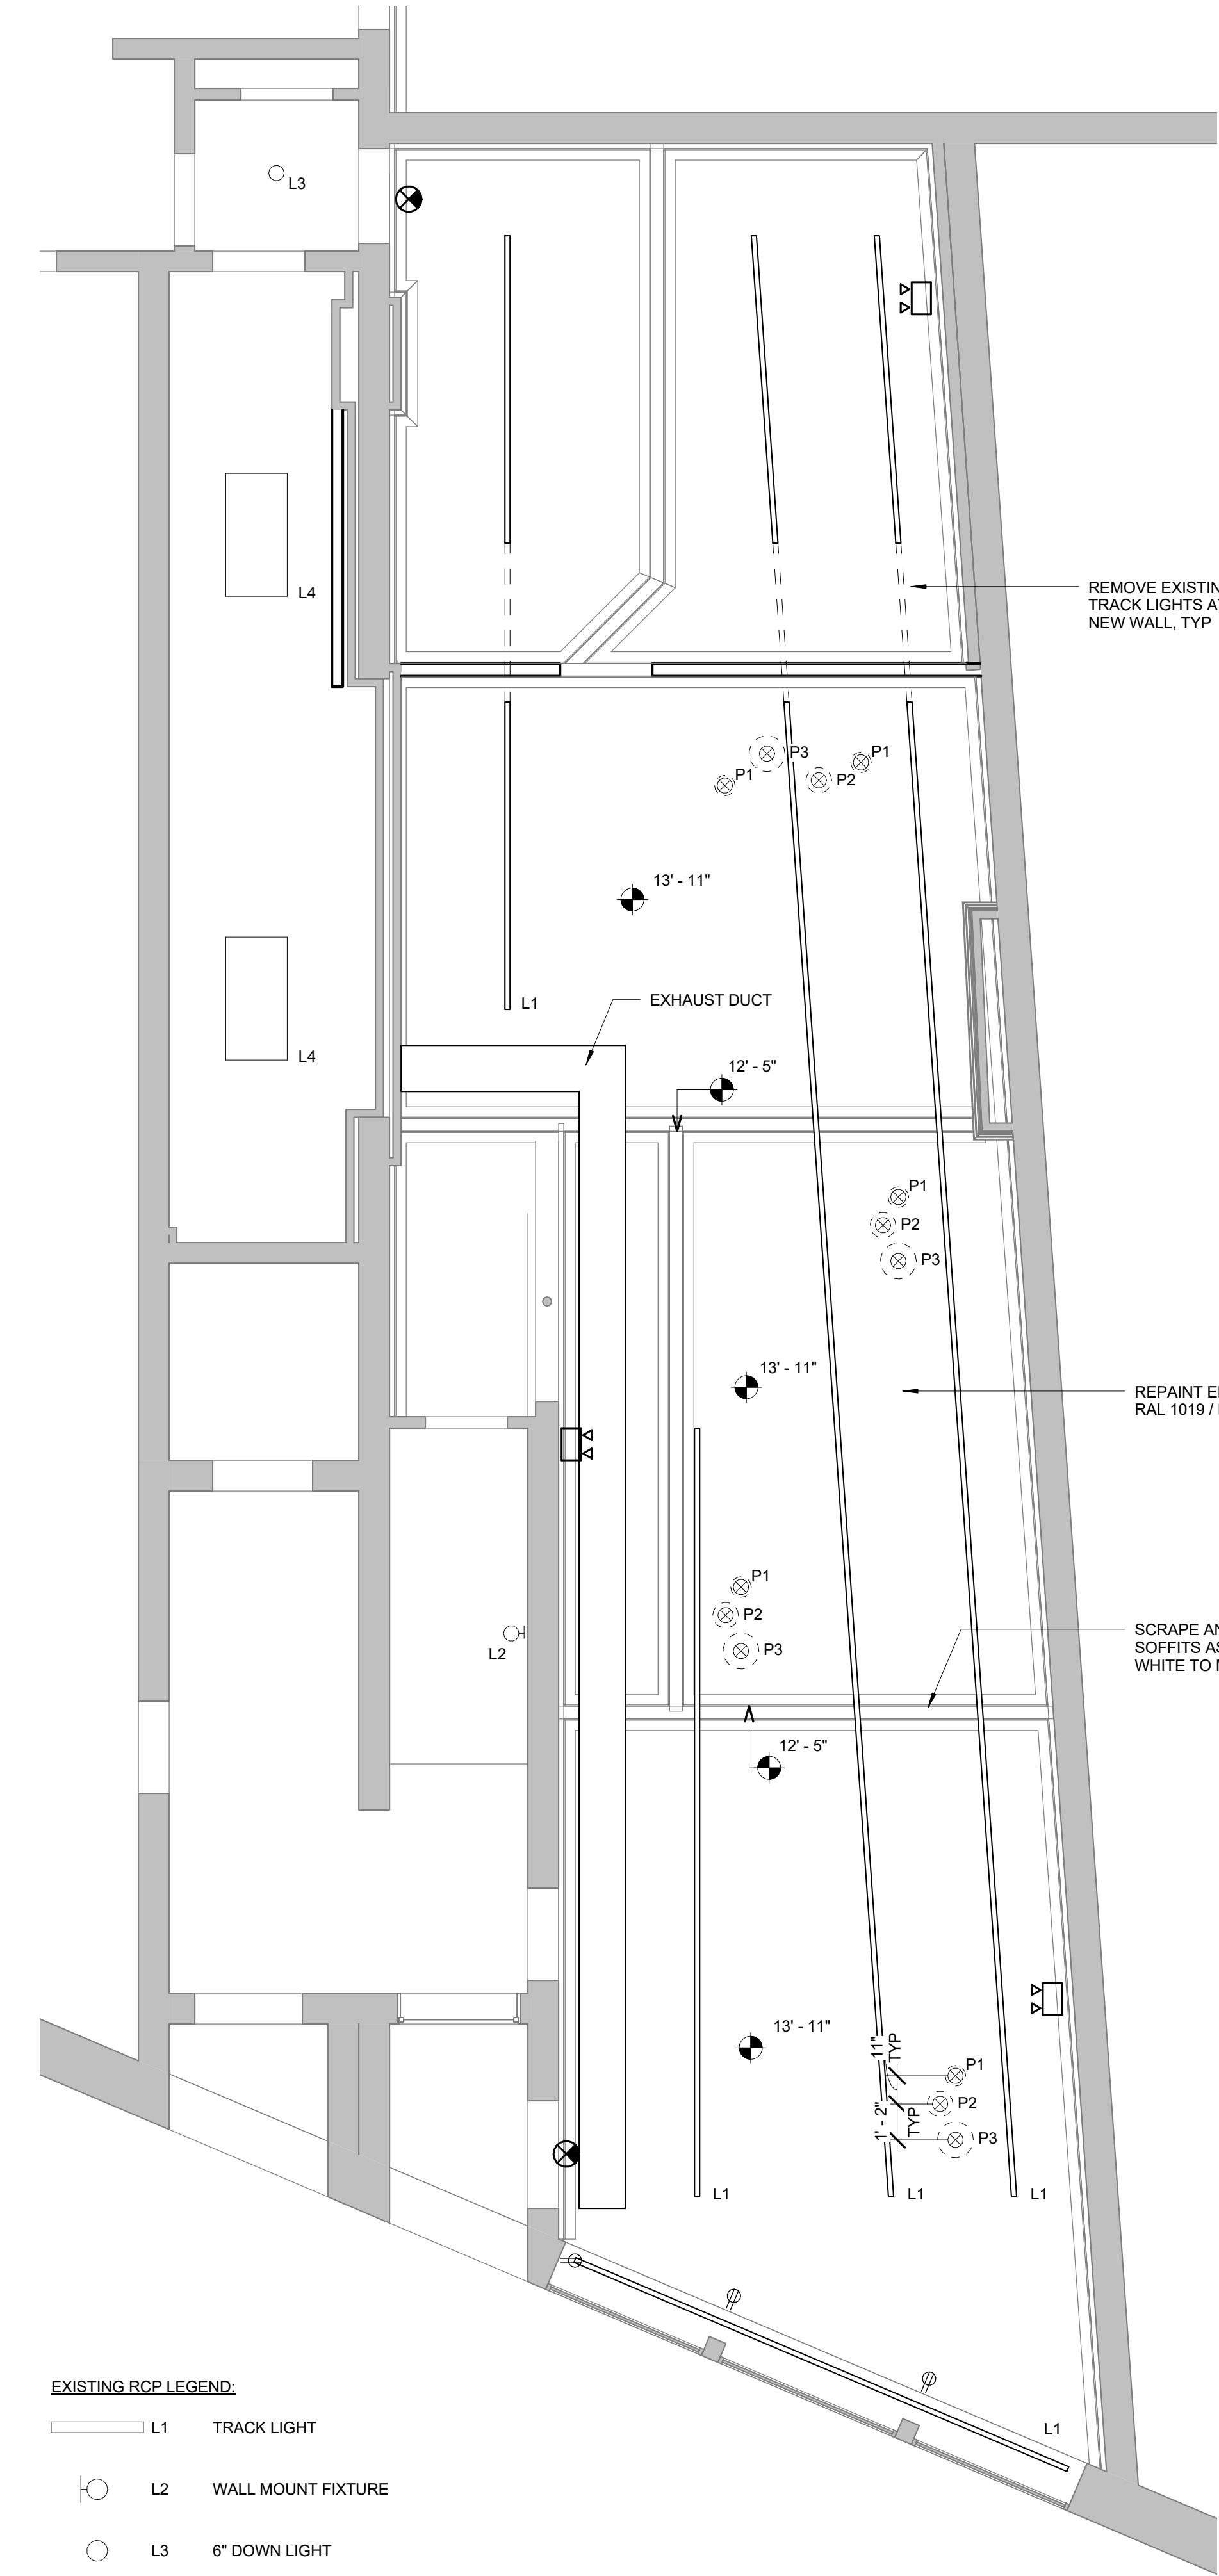 L3
L4
REMOVE EXISTIN
TRACK LIGHTS A
NEW WALL, TYP
P3
P1
P1
P2
13' - 11"
L1
EXHAUST DUCT
L4
12' - 5"
P1
P2
P3
13' - 11"
REPAINT E
RAL 1019 /
P1
P2
P3
L2
SCRAPE AN
SOFFITS AS
WHITE TO
12' - 5"
13' - 11"
11"
TYP
P1
1' - 2"
TYP
P2
P3
L1
L1
L1
L1
EXISTING RCP LEGEND:
L1 TRACK LIGHT
L2 WALL MOUNT FIXTURE
L3 6" DOWN LIGHT